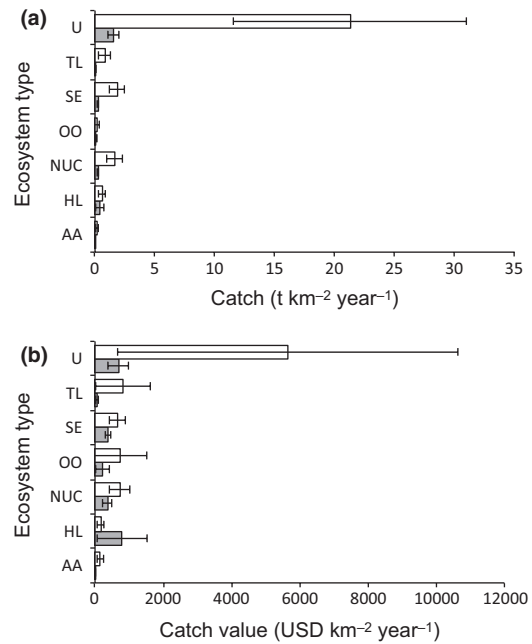 (a)
Ecosystem type
U
TL
SE
OO
NUC
HL
AA
0 5 10 15 20 25 30 35
Catch (t km⁻² year⁻¹)
(b)
Ecosystem type
U
TL
SE
OO
NUC
HL
AA
0 2000 4000 6000 8000 10000 12000
Catch value (USD km⁻² year⁻¹)